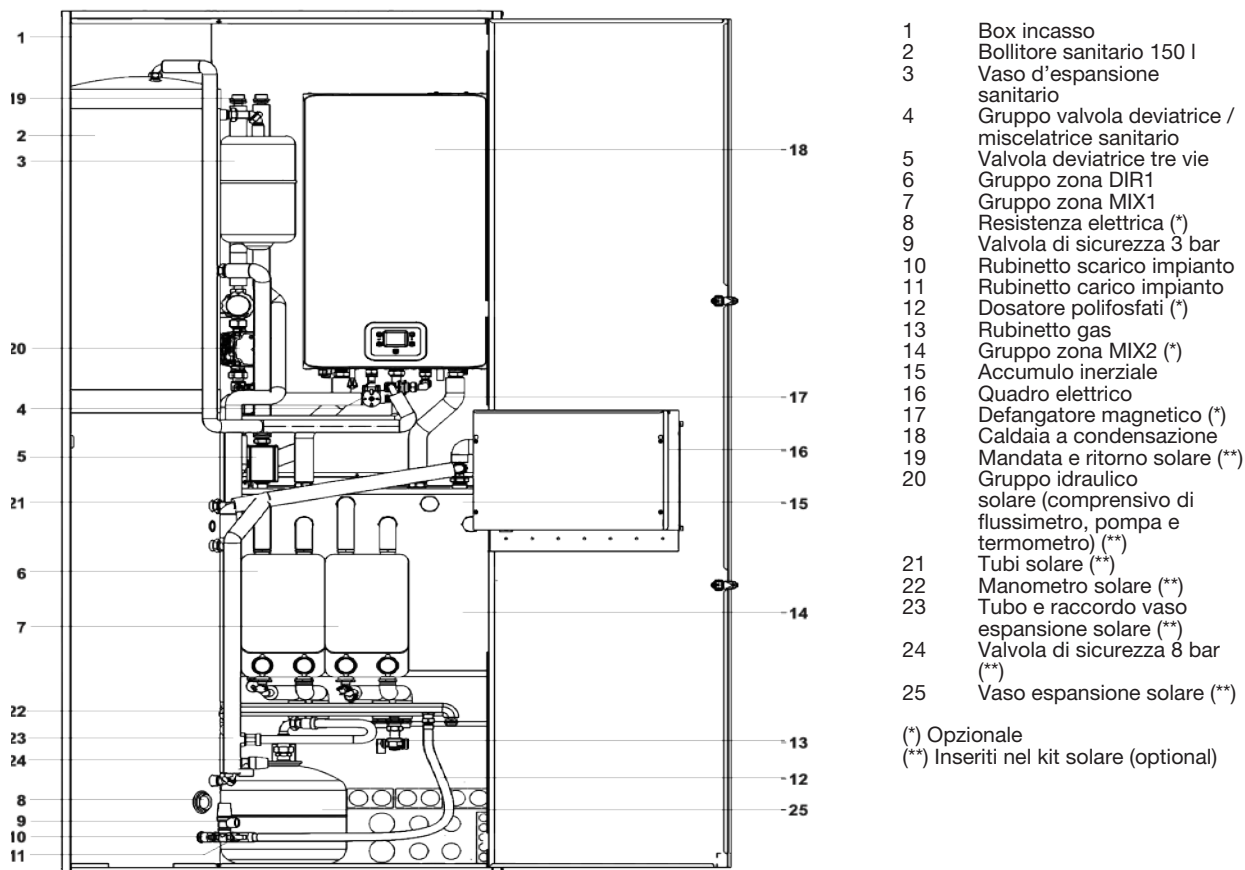 1
19
2
3
20
4
5
21
6
7
22
23
24
8
9
10
11
18
17
16
15
14
13
12
25
1 Box incasso
2 Bollitore sanitario 150 l
3 Vaso d'espansione
sanitario
4 Gruppo valvola deviatrice /
miscelatrice sanitario
5 Valvola deviatrice tre vie
6 Gruppo zona DIR1
7 Gruppo zona MIX1
8 Resistenza elettrica (*)
9 Valvola di sicurezza 3 bar
10 Rubinetto scarico impianto
11 Rubinetto carico impianto
12 Dosatore polifosfati (*)
13 Rubinetto gas
14 Gruppo zona MIX2 (*)
15 Accumulo inerziale
16 Quadro elettrico
17 Defangatore magnetico (*)
18 Caldaia a condensazione
19 Mandata e ritorno solare (**)
20 Gruppo idraulico
solare (comprensivo di
flussimetro, pompa e
termometro) (**)
21 Tubi solare (**)
22 Manometro solare (**)
23 Tubo e raccordo vaso
espansione solare (**)
24 Valvola di sicurezza 8 bar
(**)
25 Vaso espansione solare (**)
(*) Opzionale
(**) Inseriti nel kit solare (optional)